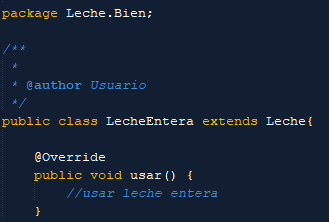 package Leche.Bien;
/**
 *
 * @author Usuario
 */
public class LecheEntera extends Leche{
    @Override
    public void usar() {
        //usar leche entera
    }